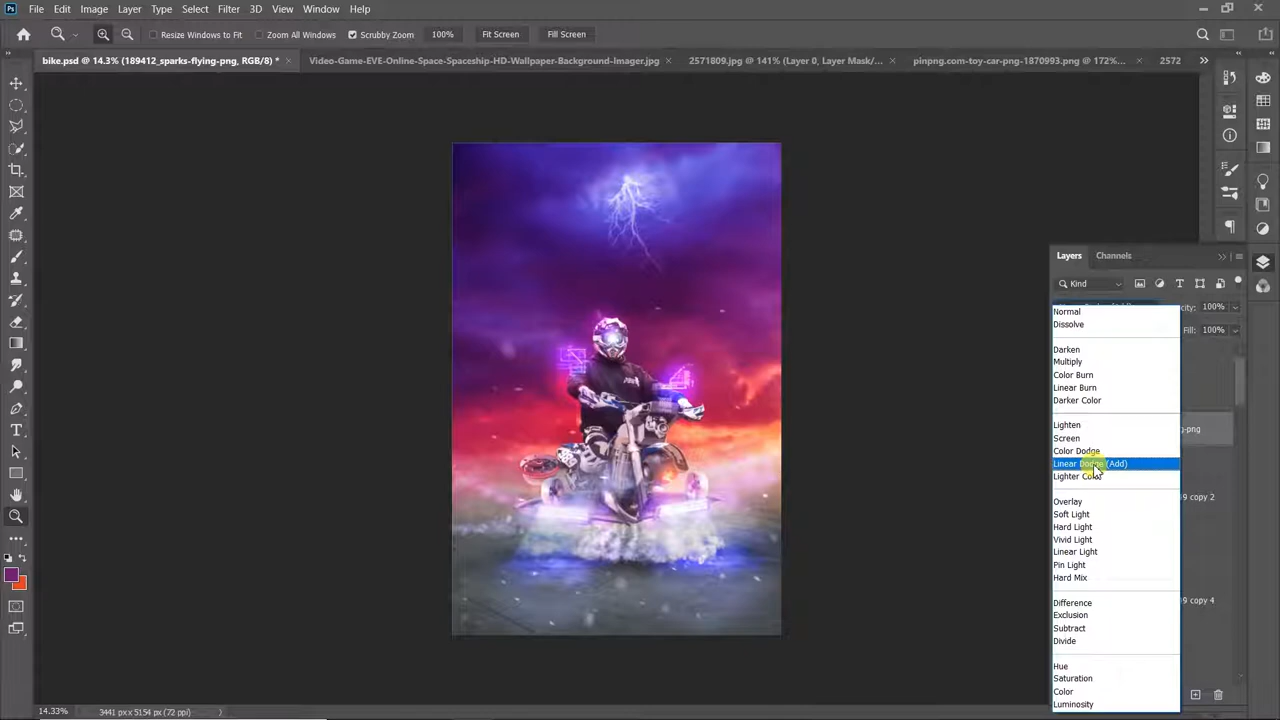 Ps File Edit Image Layer Type Select Filter 3D View Window Help
Resize Windows to Fit Zoom All Windows Scrubby Zoom 100% Fit Screen Fill Screen
bike.psd @ 14.3% (189412_sparks-flying-png, RGB/8) * × Video-Game-EVE-Online-Space-Spaceship-HD-Wallpaper-Background-Imager.jpg × 2571809.jpg @ 141% (Layer 0, Layer Mask/... × pinpng.com-toy-car-png-1870993.png @ 172%... × 2572
Layers Channels
Kind
Opacity: 100%
Normal
Dissolve
Fill: 100%
Darken
Multiply
Color Burn
Linear Burn
Darker Color
Lighten
Screen
Color Dodge
Linear Dodge (Add)
Lighter Color
Overlay
Soft Light
Hard Light
Vivid Light
Linear Light
Pin Light
Hard Mix
Difference
Exclusion
Subtract
Divide
Hue
Saturation
Color
Luminosity
g-png
9 copy 2
9 copy 4
14.33% 3441 px x 5154 px (72 ppi)